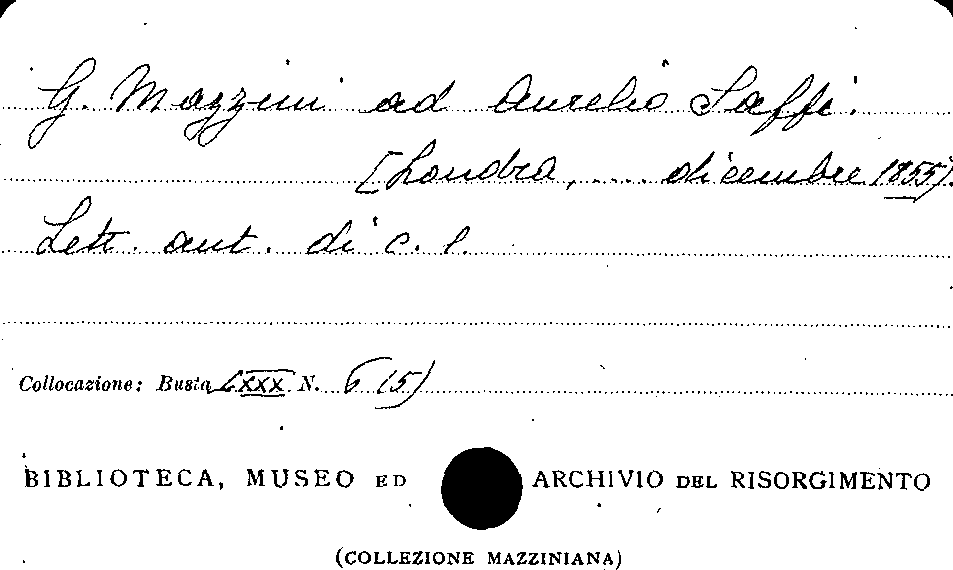 G. Mazzini ad Aurelio Saffi.
[Londra, .... dicembre 1855].
Lett. aut. di c. 1.
Collocazione: Busta LXXX N. 6 (5)
BIBLIOTECA, MUSEO ED ARCHIVIO DEL RISORGIMENTO
(COLLEZIONE MAZZINIANA)